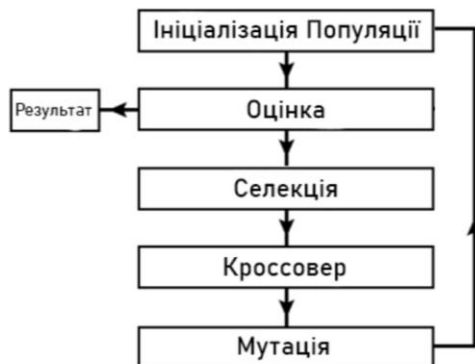 Ініціалізація Популяції
Результат
Оцінка
Селекція
Кроссовер
Мутація